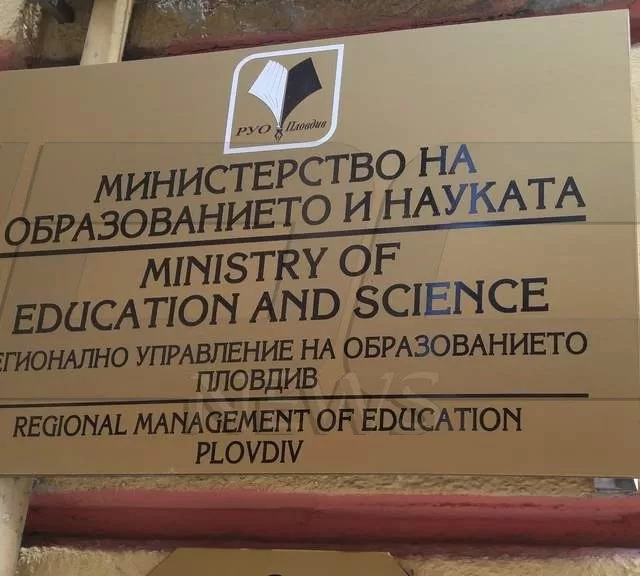 РУО Пловдив
МИНИСТЕРСТВО НА
ОБРАЗОВАНИЕТО И НАУКАТА
MINISTRY OF
EDUCATION AND SCIENCE
ЕГИОНАЛНО УПРАВЛЕНИЕ НА ОБРАЗОВАНИЕТО
ПЛОВДИВ
NEWS
REGIONAL MANAGEMENT OF EDUCATION
PLOVDIV